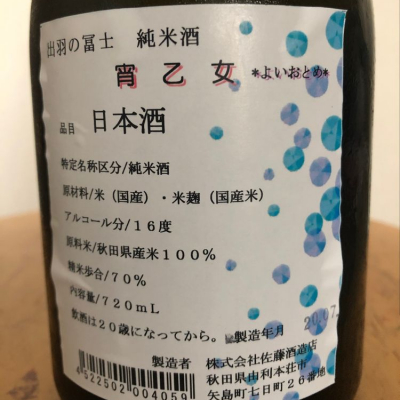 出羽の冨士　純米酒
宵乙女 *よいおとめ*
品目　日本酒
特定名称区分/純米酒
原材料/米（国産）・米麹（国産米）
アルコール分/１６度
原料米/秋田県産米１００％
精米歩合/７０％
内容量/７２０ｍＬ
飲酒は２０歳になってから。　製造年月　20.07.
製造者　株式会社佐藤酒造店
秋田県由利本荘市
矢島町七日町２６番地
4522502004059